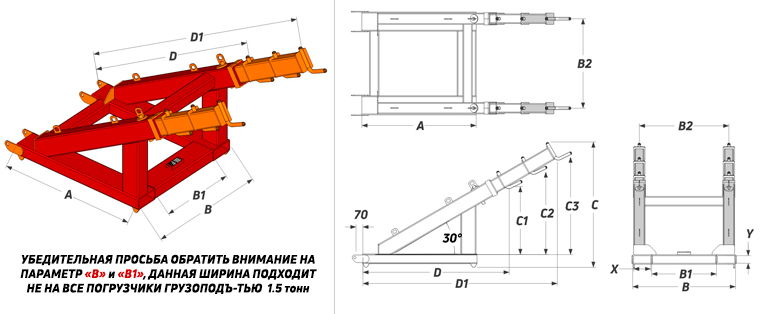 D1
D
A
B1
B
УБЕДИТЕЛЬНАЯ ПРОСЬБА ОБРАТИТЬ ВНИМАНИЕ НА
ПАРАМЕТР «В» и «В1», ДАННАЯ ШИРИНА ПОДХОДИТ
НЕ НА ВСЕ ПОГРУЗЧИКИ ГРУЗОПОДЪ-ТЬЮ 1.5 тонн
B2
A
70
30°
C1
C2
C3
C
D
D1
B2
X
Y
B1
B